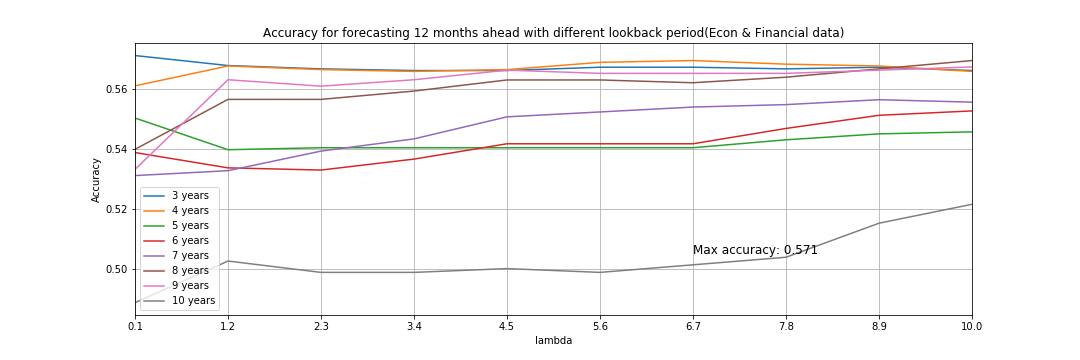 Accuracy for forecasting 12 months ahead with different lookback period(Econ & Financial data)
Accuracy
0.56
0.54
0.52
0.50
3 years
4 years
5 years
6 years
7 years
8 years
9 years
10 years
Max accuracy: 0.571
0.1 1.2 2.3 3.4 4.5 5.6 6.7 7.8 8.9 10.0
lambda